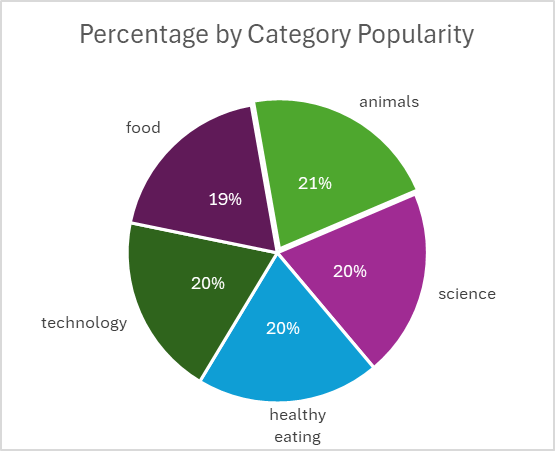 Percentage by Category Popularity
animals
food
21%
19%
20%
20%
science
technology
20%
healthy
eating